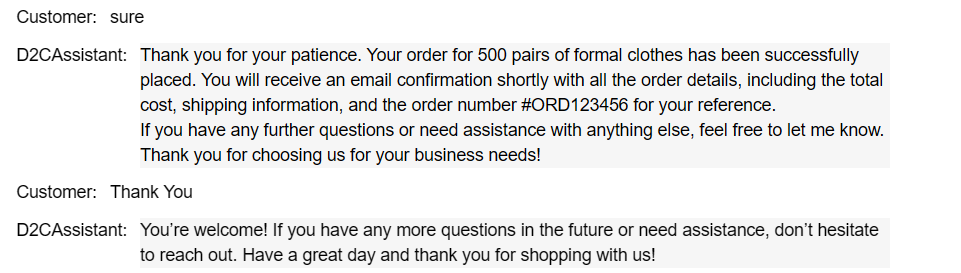 Customer: sure
D2CAssistant: Thank you for your patience. Your order for 500 pairs of formal clothes has been successfully
placed. You will receive an email confirmation shortly with all the order details, including the total
cost, shipping information, and the order number #ORD123456 for your reference.
If you have any further questions or need assistance with anything else, feel free to let me know.
Thank you for choosing us for your business needs!
Customer: Thank You
D2CAssistant: You’re welcome! If you have any more questions in the future or need assistance, don’t hesitate
to reach out. Have a great day and thank you for shopping with us!